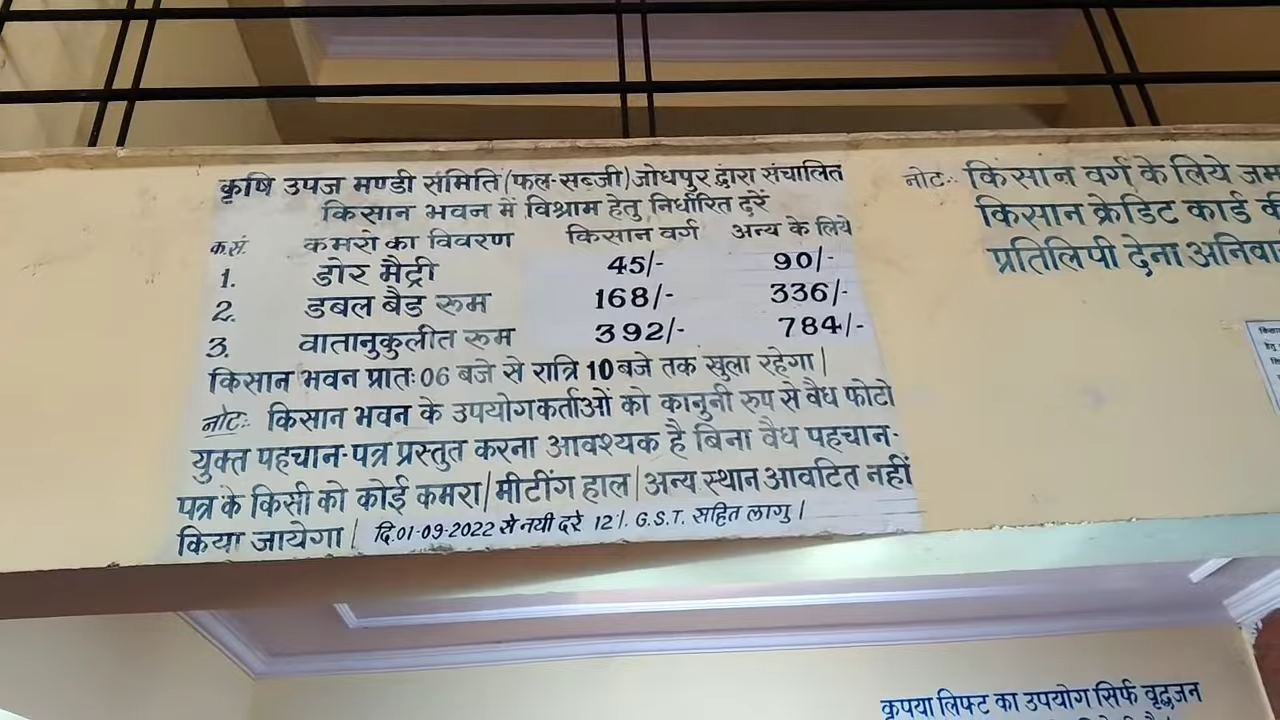 कृषि उपज मण्डी समिति (फल-सब्जी) जोधपुर द्वारा संचालित
किसान भवन में विश्राम हेतु निर्धारित दरें
क्र.सं. कमरो का विवरण किसान वर्ग अन्य के लिये
1. डोर मैट्री 45/- 90/-
2. डबल बैड रूम 168/- 336/-
3. वातानुकुलीत रूम 392/- 784/-
किसान भवन प्रातः 06 बजे से रात्रि 10 बजे तक खुला रहेगा।
नोटः- किसान भवन के उपयोगकर्ताओं को कानुनी रुप से वैध फोटो
युक्त पहचान-पत्र प्रस्तुत करना आवश्यक है बिना वैध पहचान-
पत्र के किसी को कोई कमरा/मीटींग हाल/अन्य स्थान आवटित नहीं
किया जायेगा। दि.01-09-2022 से नयी दरे 12%. G.S.T. सहित लागु।
नोटः- किसान वर्ग के लिये
किसान क्रेडिट कार्ड
प्रतिलिपी देना
कृपया लिफ्ट का उपयोग सिर्फ वृद्धजन